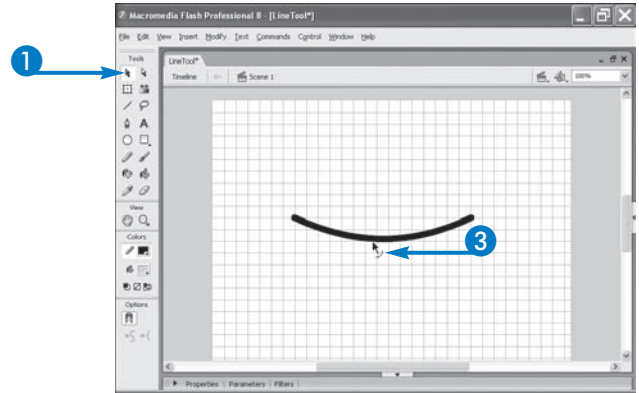 Macromedia Flash Professional 8 - [LineTool*]
File Edit View Insert Modify Text Commands Control Window Help
1
Tools
LineTool*
Timeline
Scene 1
100%
A
View
Colors
3
Options
Properties Parameters Filters